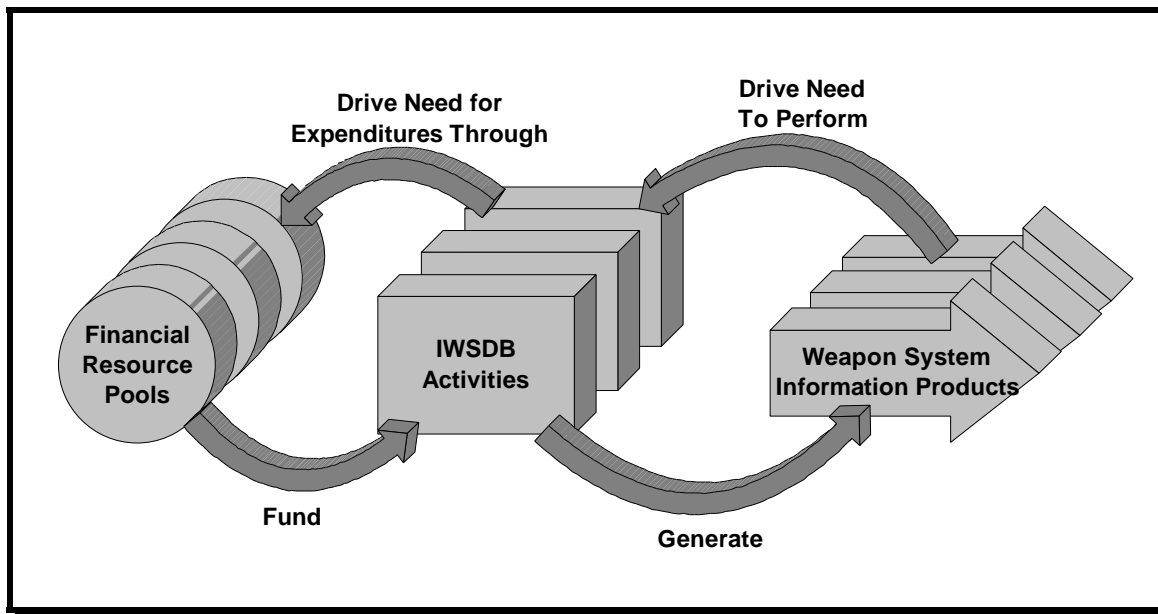 Drive Need for
Expenditures Through
Drive Need
To Perform
Financial
Resource
Pools
IWSDB
Activities
Weapon System
Information Products
Fund
Generate